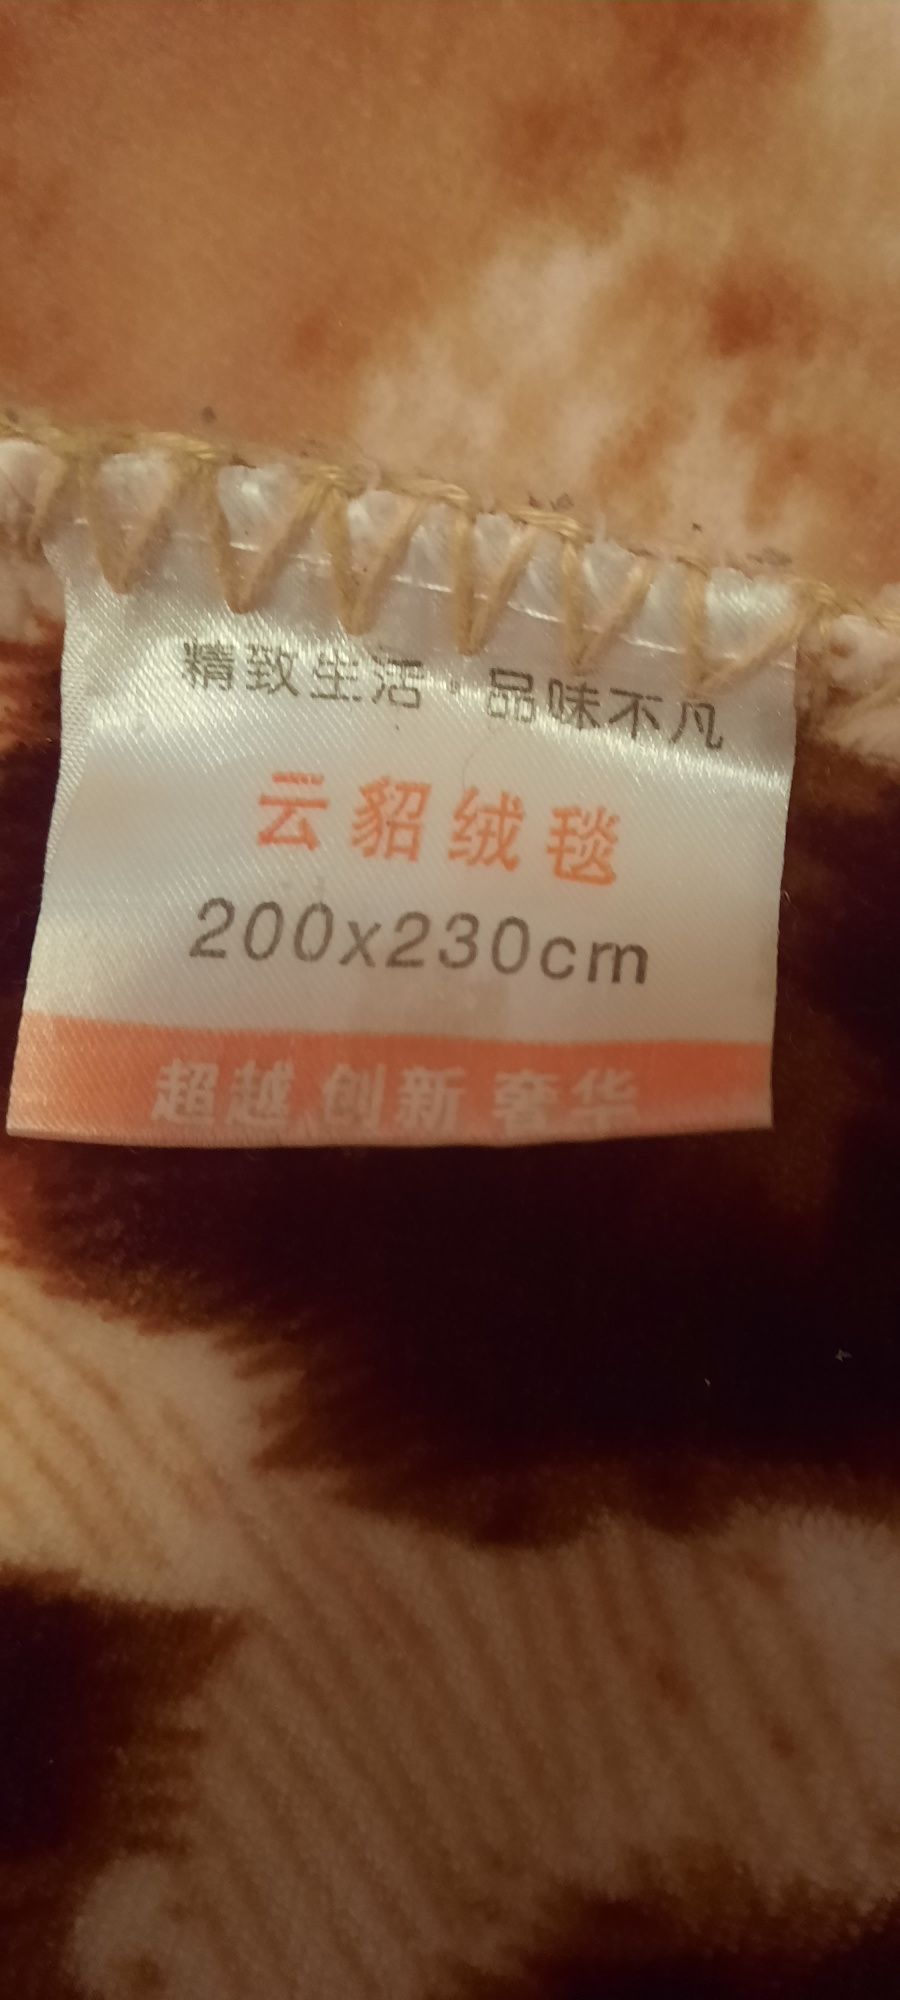 精致生活·品味不凡
云貂绒毯
200x230cm
超越 创新 奢华